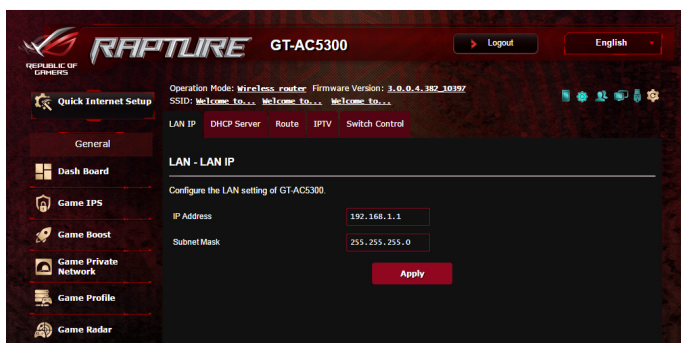 REPUBLIC OF
GAMERS
RAPTURE
GT-AC5300
Logout
English
Quick Internet Setup
General
Dash Board
Game IPS
Game Boost
Game Private
Network
Game Profile
Game Radar
Operation Mode: Wireless router Firmware Version: 3.0.0.4.382_10397
SSID: Welcome to... Welcome to... Welcome to...
LAN IP DHCP Server Route IPTV Switch Control
LAN - LAN IP
Configure the LAN setting of GT-AC5300.
IP Address 192.168.1.1
Subnet Mask 255.255.255.0
Apply